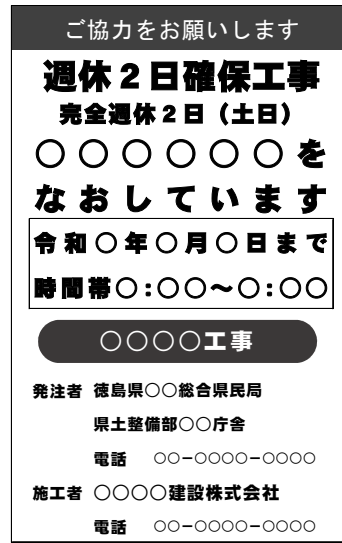 ご協力をお願いします
週休2日確保工事
完全週休2日（土日）
〇〇〇〇〇〇〇を
なおしています
令和〇年〇月〇日まで
時間帯〇:〇〇～〇:〇〇
〇〇〇〇工事
発注者 徳島県〇〇総合県民局
県土整備部〇〇庁舎
電話 〇〇-〇〇〇〇-〇〇〇〇
施工者 〇〇〇〇建設株式会社
電話 〇〇-〇〇〇〇-〇〇〇〇